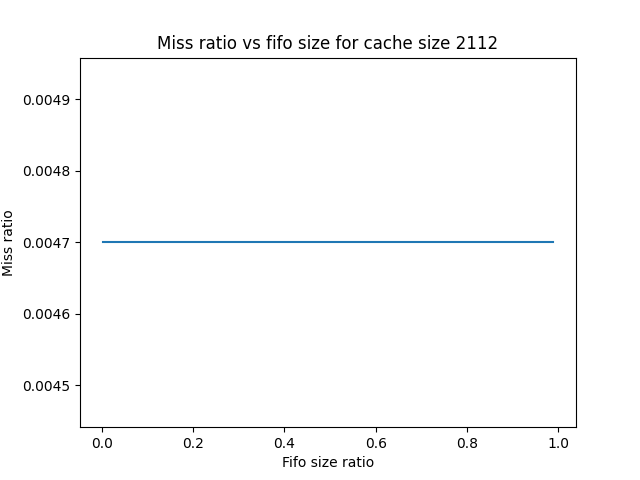 Miss ratio vs fifo size for cache size 2112
Miss ratio
0.0049
0.0048
0.0047
0.0046
0.0045
0.0 0.2 0.4 0.6 0.8 1.0
Fifo size ratio